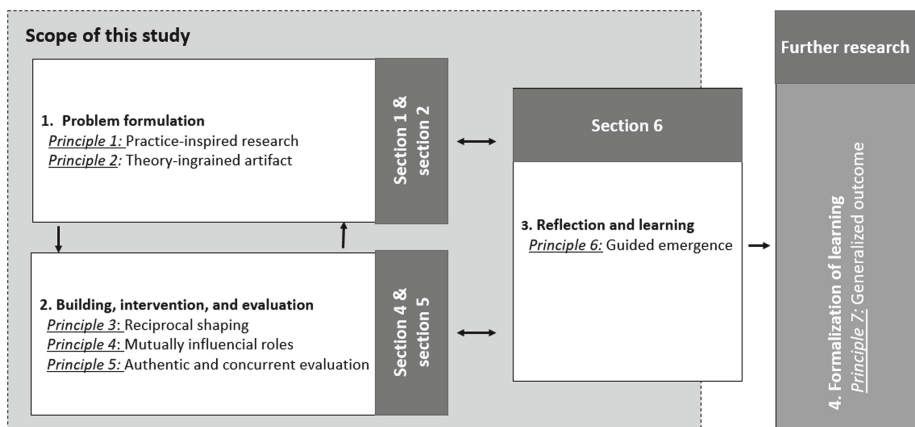 Scope of this study
1. Problem formulation
Principle 1: Practice-inspired research
Principle 2: Theory-ingrained artifact
Section 1 &
section 2
2. Building, intervention, and evaluation
Principle 3: Reciprocal shaping
Principle 4: Mutually influential roles
Principle 5: Authentic and concurrent evaluation
Section 4 &
section 5
Section 6
3. Reflection and learning
Principle 6: Guided emergence
Further research
4. Formalization of learning
Principle 7: Generalized outcome